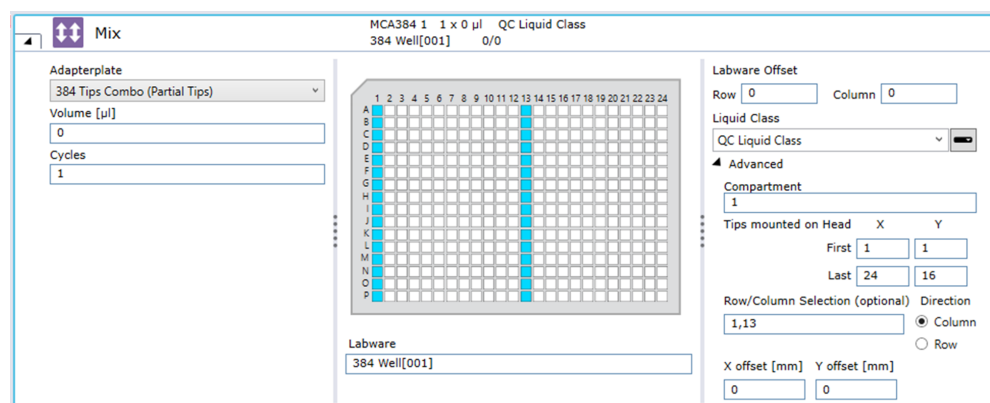 Mix
MCA384 1 1 x 0 µl QC Liquid Class
384 Well[001] 0/0
Adapterplate
384 Tips Combo (Partial Tips)
Volume [µl]
0
Cycles
1
1 2 3 4 5 6 7 8 9 10 11 12 13 14 15 16 17 18 19 20 21 22 23 24
A
B
C
D
E
F
G
H
I
J
K
L
M
N
O
P
Labware
384 Well[001]
Labware Offset
Row 0 Column 0
Liquid Class
QC Liquid Class
Advanced
Compartment
1
Tips mounted on Head X Y
First 1 1
Last 24 16
Row/Column Selection (optional) Direction
1,13 Column
Row
X offset [mm] Y offset [mm]
0 0